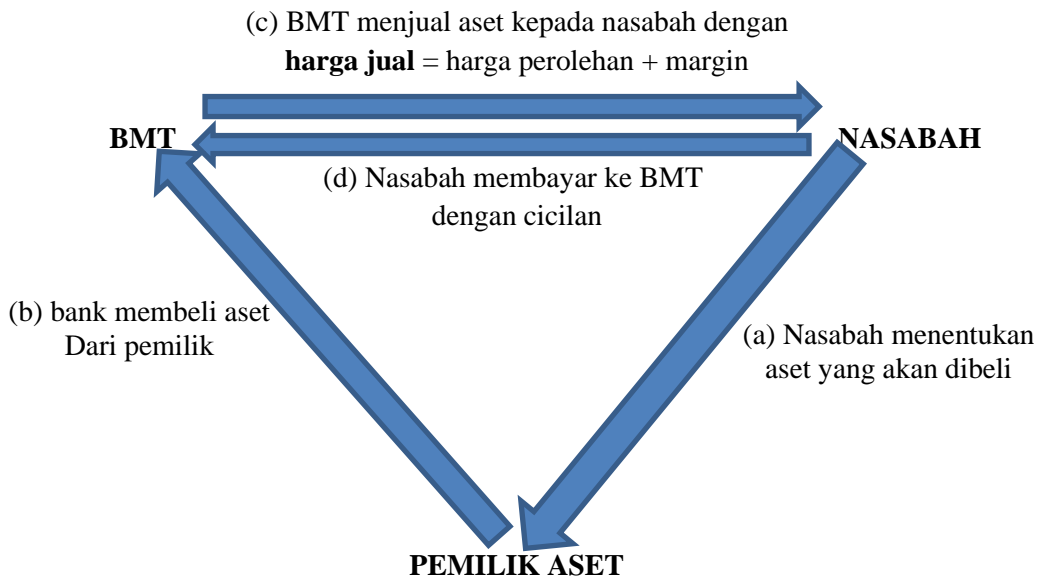 (c) BMT menjual aset kepada nasabah dengan
harga jual = harga perolehan + margin
BMT
NASABAH
(d) Nasabah membayar ke BMT
dengan cicilan
(b) bank membeli aset
Dari pemilik
(a) Nasabah menentukan
aset yang akan dibeli
PEMILIK ASET